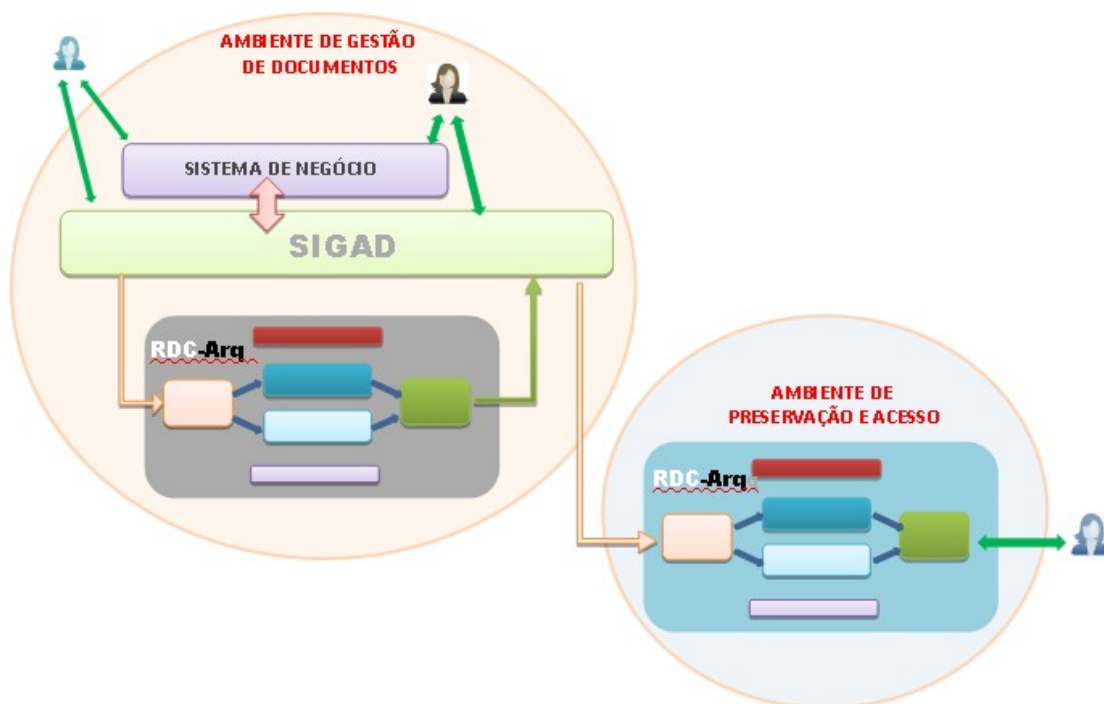 AMBIENTE DE GESTÃO
DE DOCUMENTOS
SISTEMA DE NEGÓCIO
SIGAD
RDC-Arq
AMBIENTE DE
PRESERVAÇÃO E ACESSO
RDC-Arq